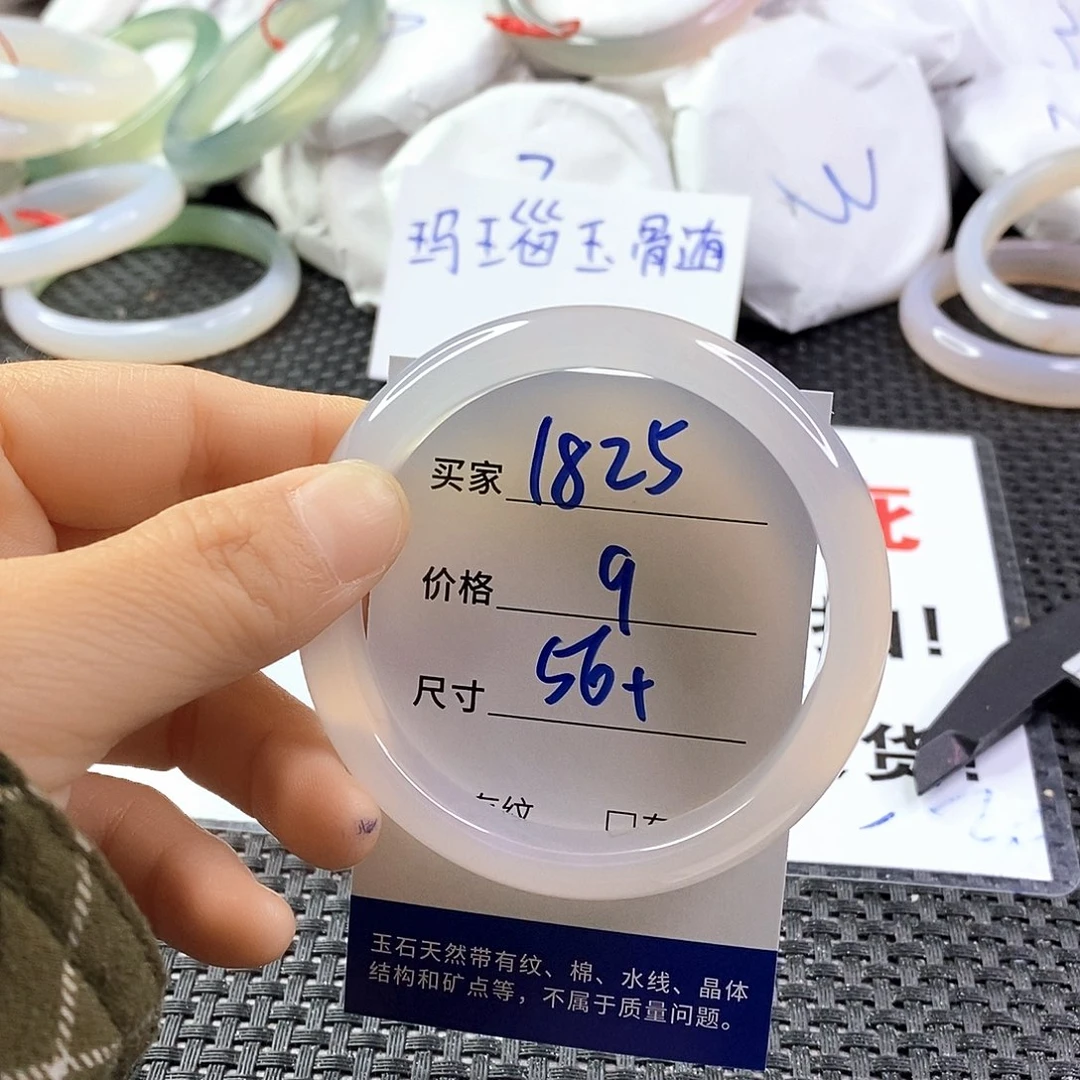 玛瑙玉骨髓
买家 1825
价格 9
尺寸 56+
玉石天然带有纹、棉、水线、晶体
结构和矿点等，不属于质量问题。